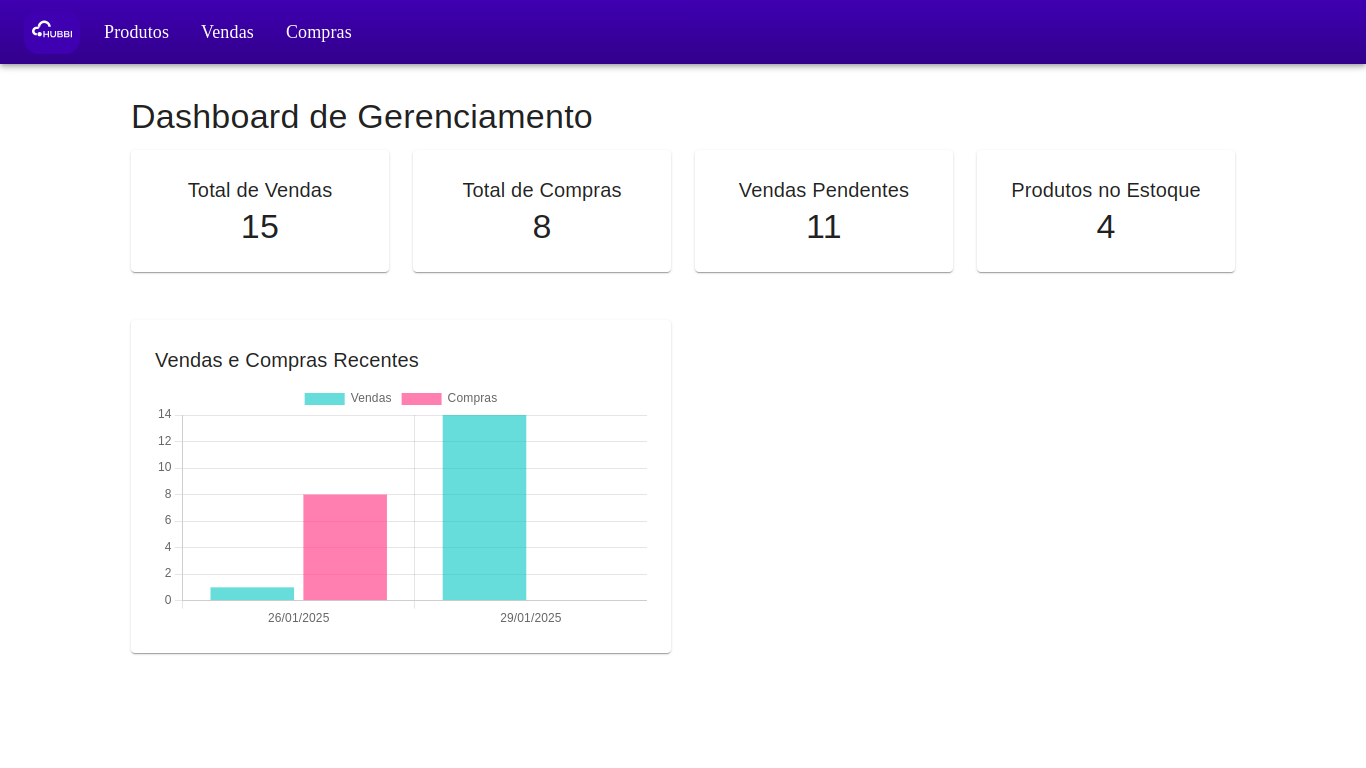 HUBBI
Produtos Vendas Compras
Dashboard de Gerenciamento
Total de Vendas
15
Total de Compras
8
Vendas Pendentes
11
Produtos no Estoque
4
Vendas e Compras Recentes
Vendas Compras
14
12
10
8
6
4
2
0
26/01/2025 29/01/2025